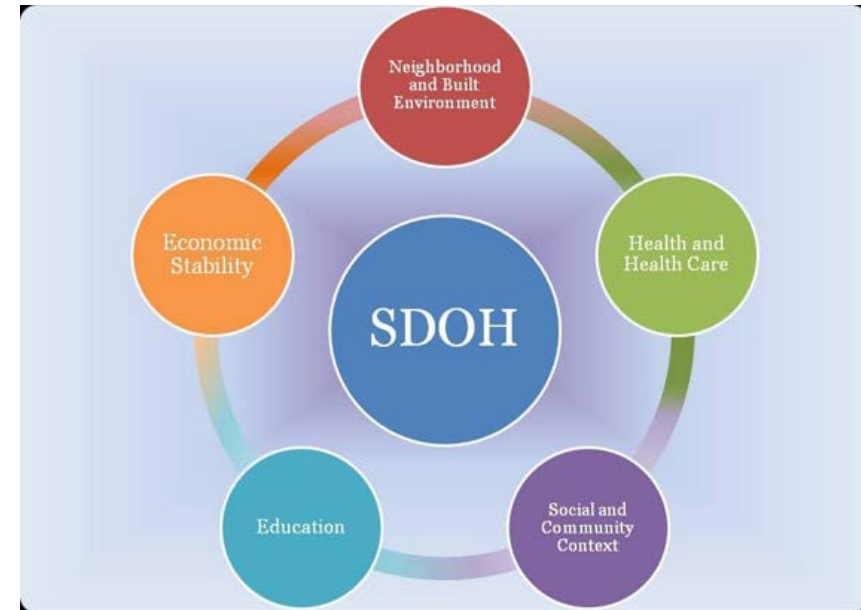 Neighborhood
and Built
Environment
Economic
Stability
Health and
Health Care
SDOH
Education
Social and
Community
Context